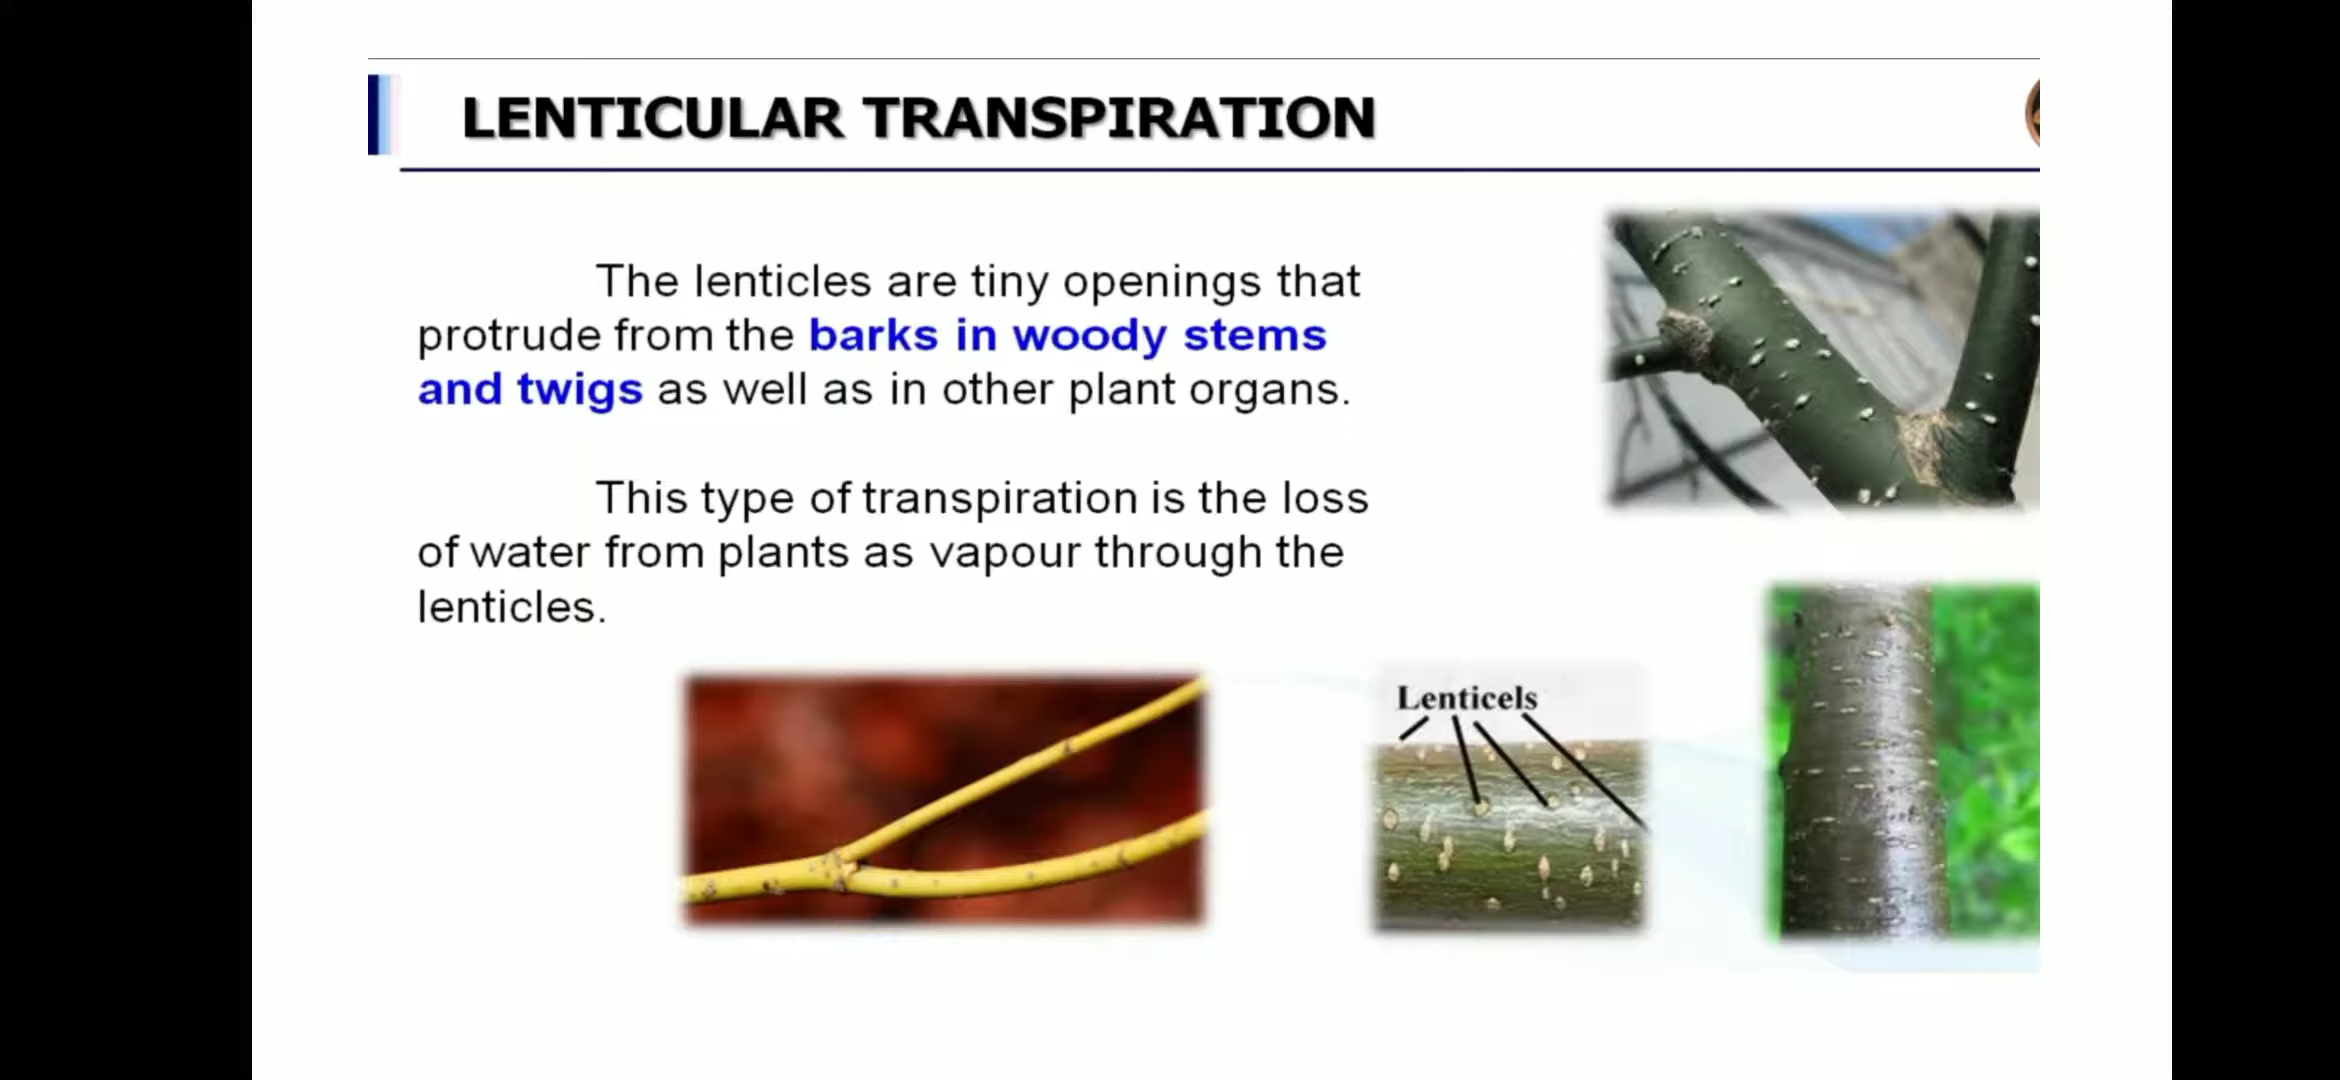 LENTICULAR TRANSPIRATION
The lenticles are tiny openings that
protrude from the barks in woody stems
and twigs as well as in other plant organs.
This type of transpiration is the loss
of water from plants as vapour through the
lenticles.
Lenticels